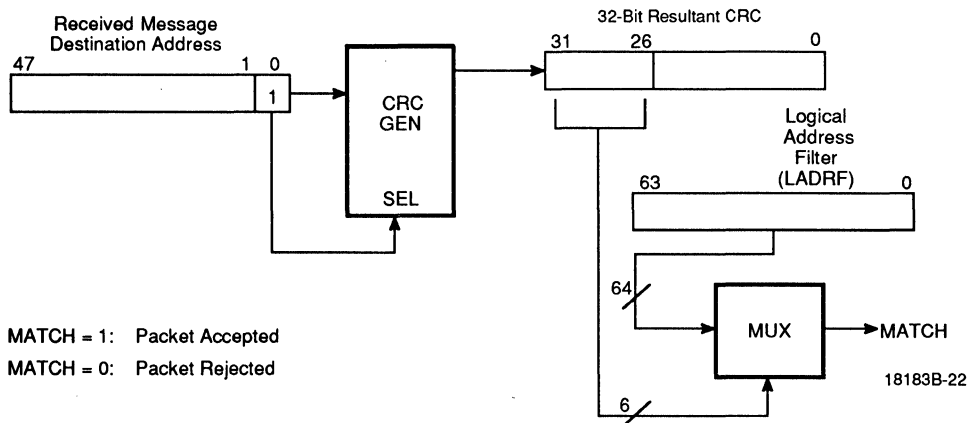 Received Message
Destination Address
47 1 0
1
CRC
GEN
SEL
32-Bit Resultant CRC
31 26 0
Logical
Address
Filter
(LADRF)
63 0
64
MUX
MATCH
6
MATCH = 1: Packet Accepted
MATCH = 0: Packet Rejected
18183B-22